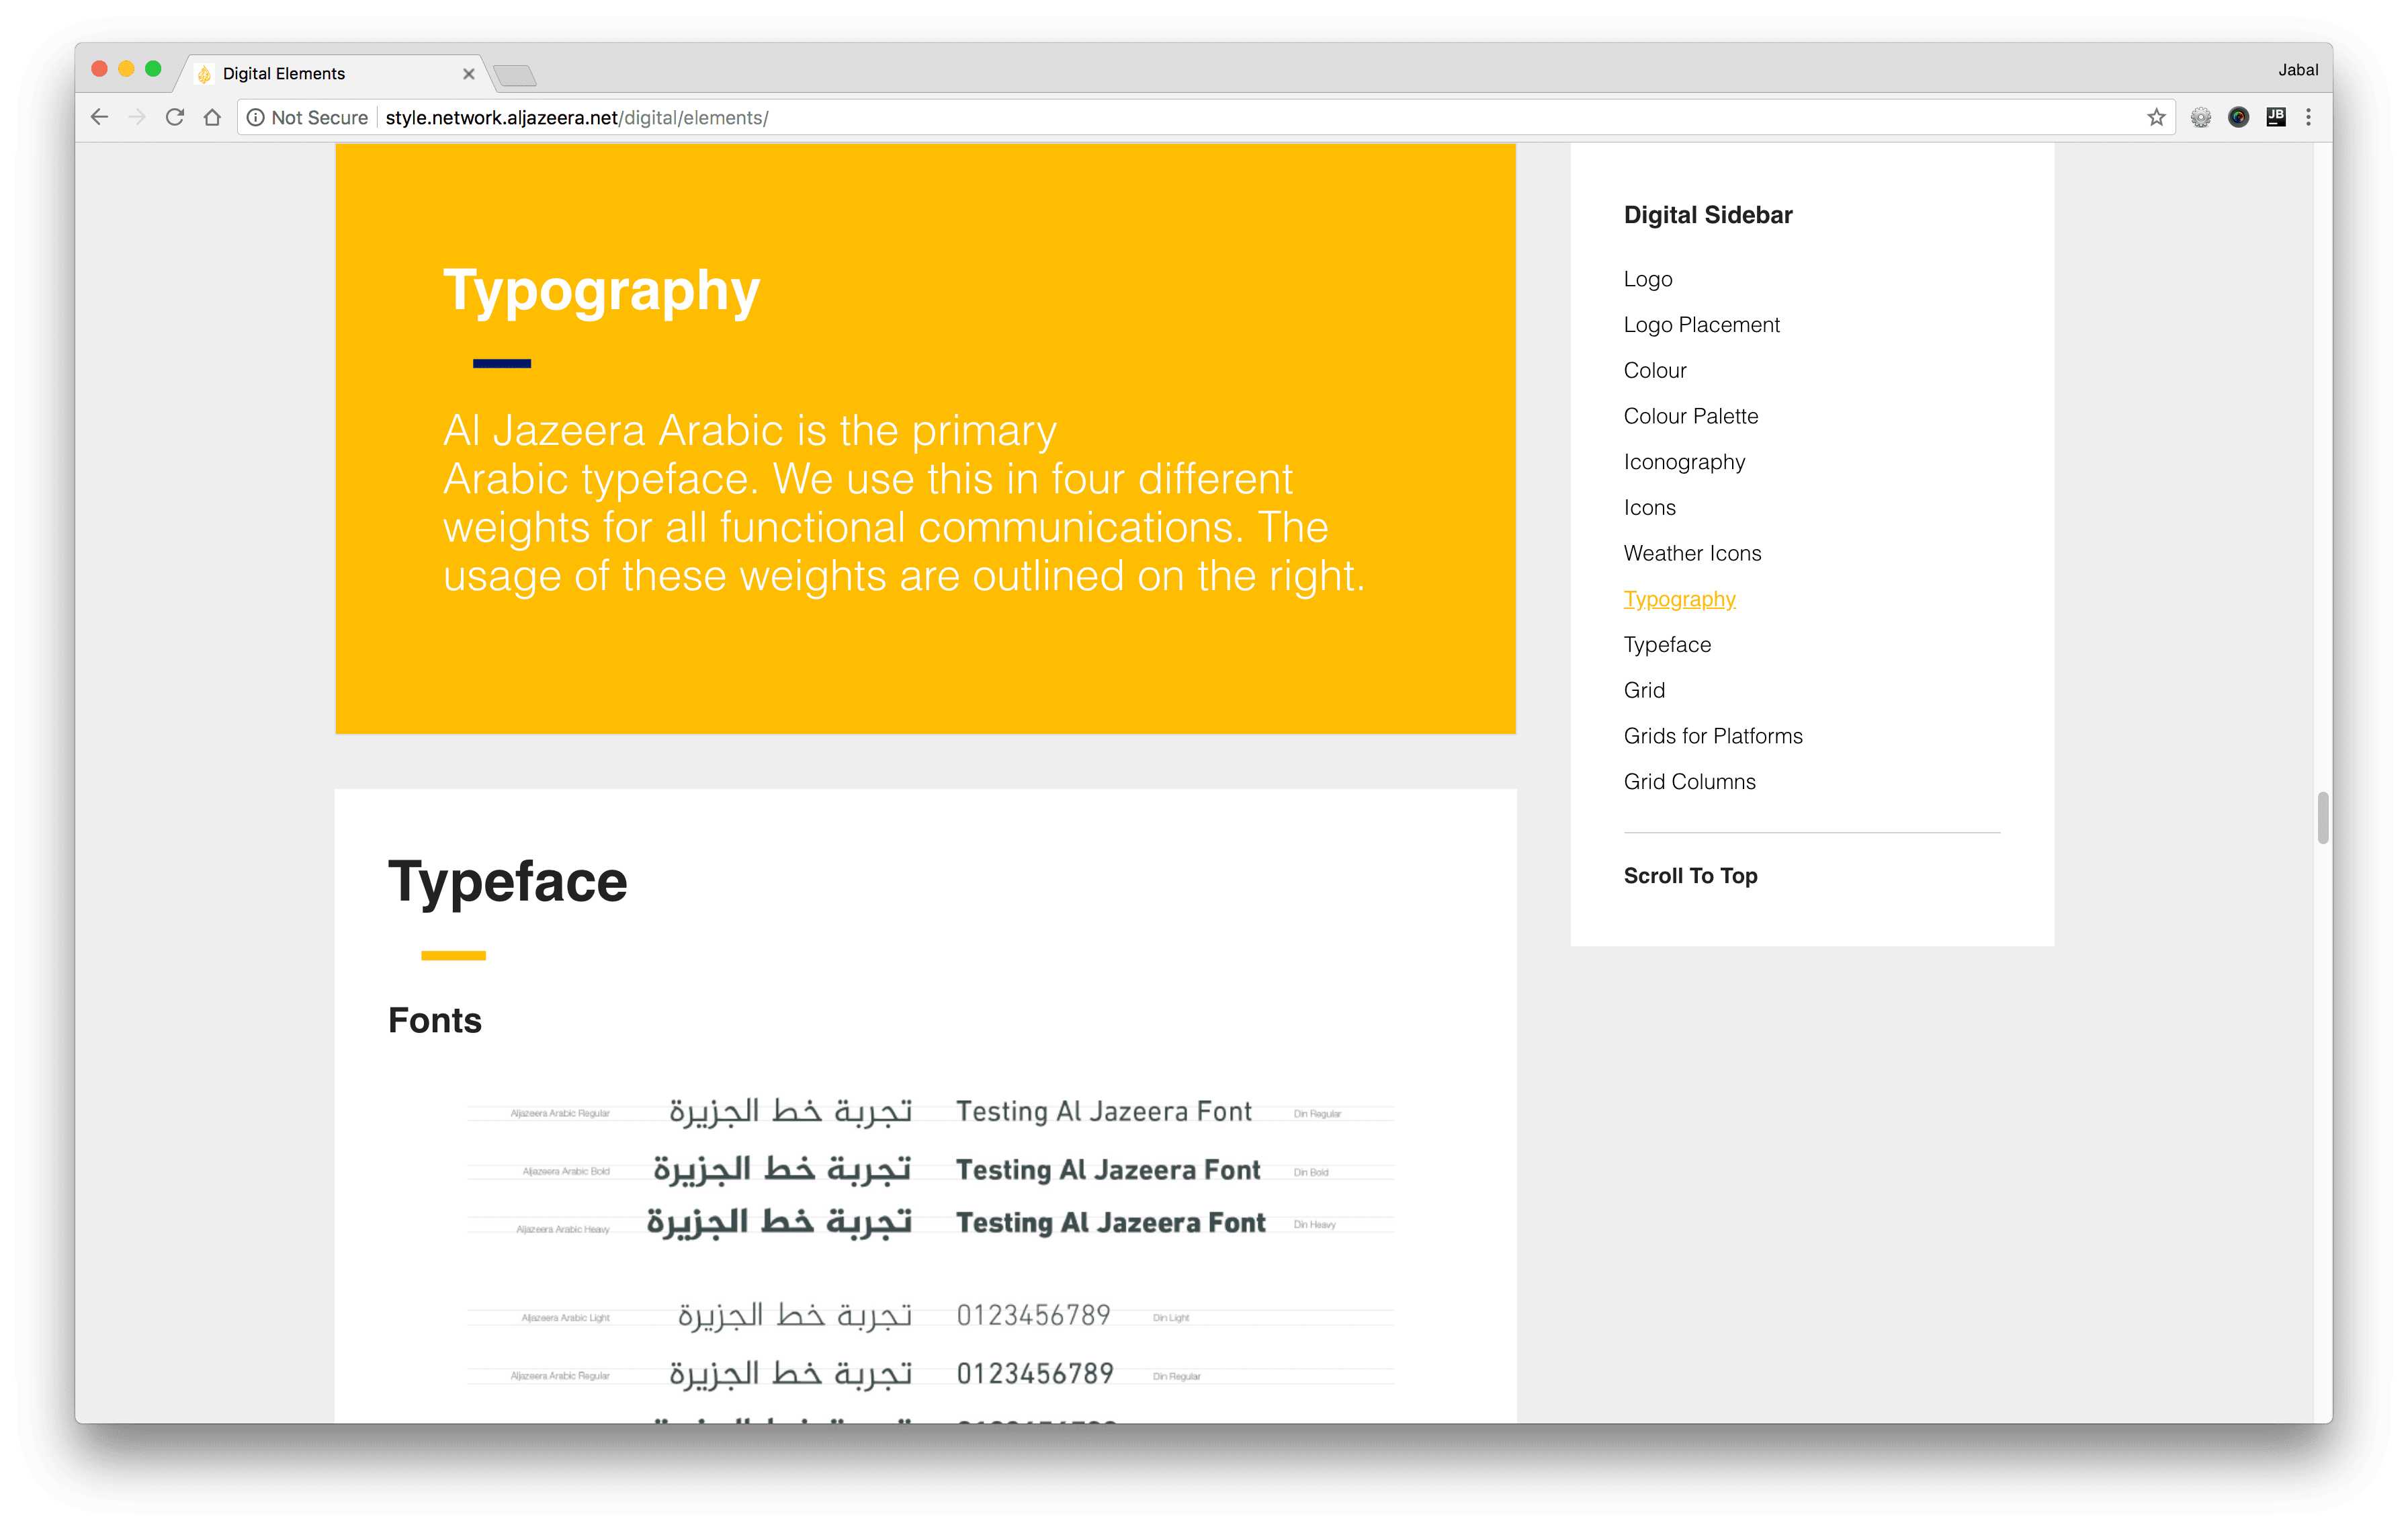 Digital Elements
Jabal
Not Secure
style.network.aljazeera.net/digital/elements/
JB
Typography
Al Jazeera Arabic is the primary
Arabic typeface. We use this in four different
weights for all functional communications. The
usage of these weights are outlined on the right.
Typeface
Fonts
Aljazeera Arabic Regular تجربة خط الجزيرة Testing Al Jazeera Font Din Regular
Aljazeera Arabic Bold تجربة خط الجزيرة Testing Al Jazeera Font Din Bold
Aljazeera Arabic Heavy تجربة خط الجزيرة Testing Al Jazeera Font Din Heavy
Aljazeera Arabic Light تجربة خط الجزيرة 0123456789 Din Light
Aljazeera Arabic Regular تجربة خط الجزيرة 0123456789 Din Regular
Digital Sidebar
Logo
Logo Placement
Colour
Colour Palette
Iconography
Icons
Weather Icons
Typography
Typeface
Grid
Grids for Platforms
Grid Columns
Scroll To Top